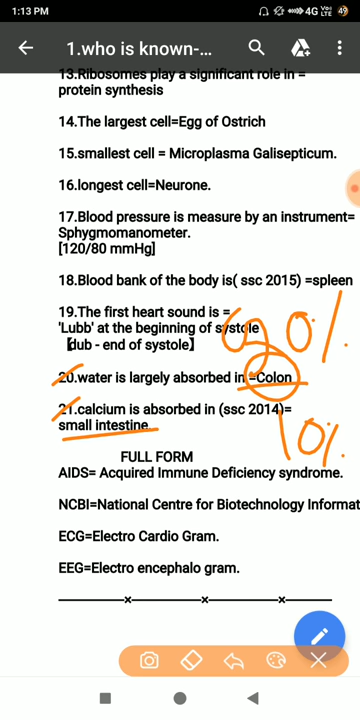 1:13 PM
4G
Vo)
LTE
49
1.who is known-...
13.Ribosomes play a significant role in =
protein synthesis
14.The largest cell=Egg of Ostrich
15.smallest cell = Microplasma Galisepticum.
16.longest cell=Neurone.
17.Blood pressure is measure by an instrument=
Sphygmomanometer.
[120/80 mmHg]
18.Blood bank of the body is( ssc 2015) =spleen
19.The first heart sound is =
'Lubb' at the beginning of systole
【dub - end of systole】
20.water is largely absorbed in =Colon
21.calcium is absorbed in (ssc 2014)=
small intestine.
0%
10%
FULL FORM
AIDS= Acquired Immune Deficiency syndrome.
NCBI=National Centre for Biotechnology Informat
ECG=Electro Cardio Gram.
EEG=Electro encephalo gram.